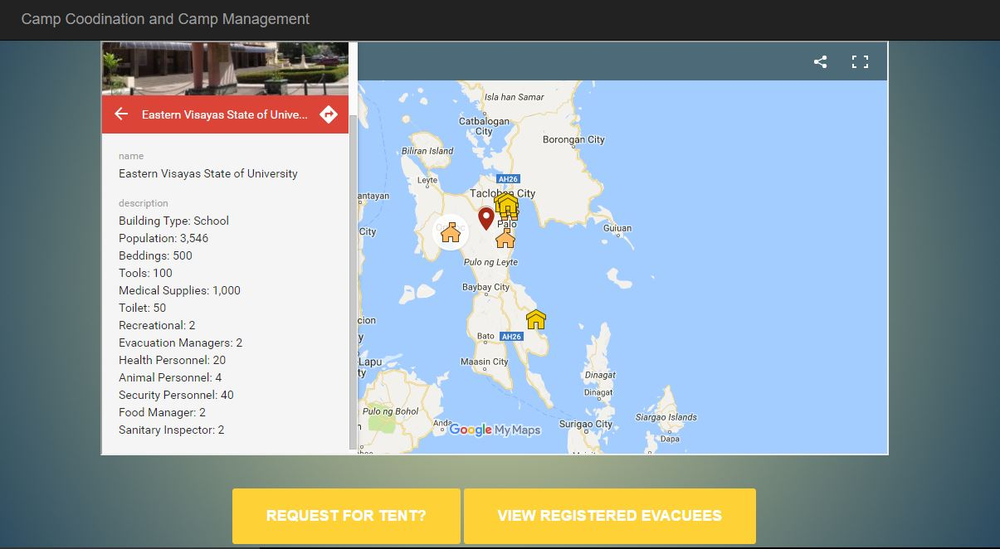 Camp Coodination and Camp Management
Eastern Visayas State of Unive...
name
Eastern Visayas State of University
description
Building Type: School
Population: 3,546
Beddings: 500
Tools: 100
Medical Supplies: 1,000
Toilet: 50
Recreational: 2
Evacuation Managers: 2
Health Personnel: 20
Animal Personnel: 4
Security Personnel: 40
Food Manager: 2
Sanitary Inspector: 2
Isla han Samar
Catbalogan
City
Borongan City
Biliran Island
Leyte
AH26
antayan
Tacloban City
Palo
City
Guiuan
Pulo ng Leyte
Baybay City
cion
y
Bato
AH26
-Lapu
ty
Maasin City
Dinagat
Dinagat
Pulo ng Bohol
Anda
n
Google My Maps
Surigao City
Siargao Islands
Dapa
REQUEST FOR TENT?
VIEW REGISTERED EVACUEES